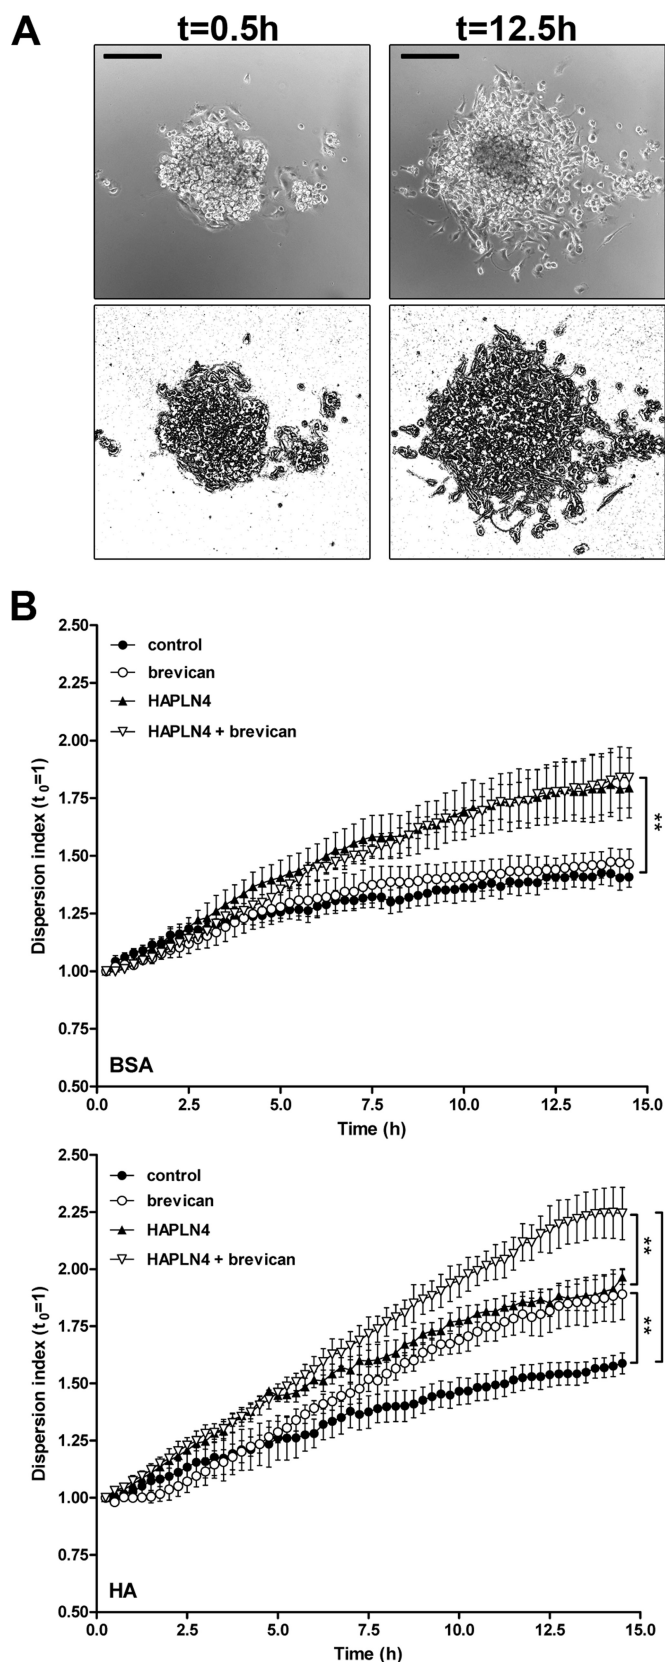 A
t=0.5h
t=12.5h
B
2.50
2.25
2.00
1.75
1.50
1.25
1.00
0.75
0.50
Dispersion index (t0=1)
control
brevican
HAPLN4
HAPLN4 + brevican
**
BSA
0.0
2.5
5.0
7.5
10.0
12.5
15.0
Time (h)
2.50
2.25
2.00
1.75
1.50
1.25
1.00
0.75
0.50
Dispersion index (t0=1)
control
brevican
HAPLN4
HAPLN4 + brevican
**
**
HA
0.0
2.5
5.0
7.5
10.0
12.5
15.0
Time (h)